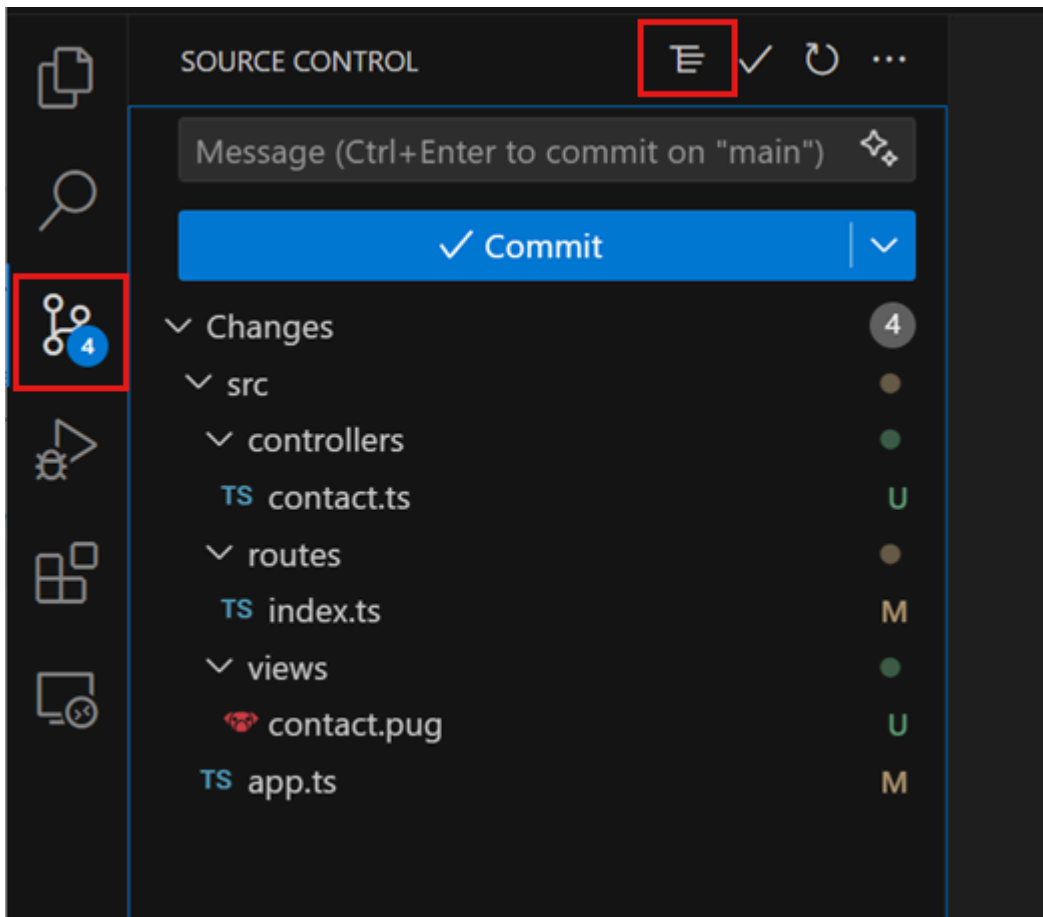 SOURCE CONTROL
Message (Ctrl+Enter to commit on "main")
Commit
4
Changes 4
src
controllers
TS contact.ts U
routes
TS index.ts M
views
contact.pug U
TS app.ts M